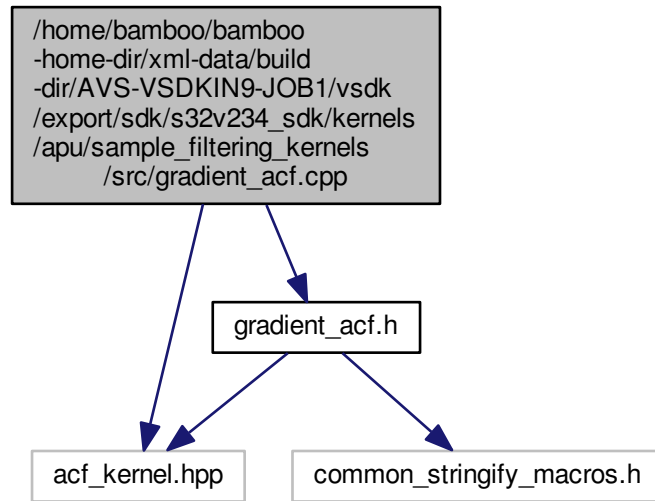 /home/bamboo/bamboo
-home-dir/xml-data/build
-dir/AVS-VSDKIN9-JOB1/vsdk
/export/sdk/s32v234_sdk/kernels
/apu/sample_filtering_kernels
/src/gradient_acf.cpp
gradient_acf.h
acf_kernel.hpp
common_stringify_macros.h